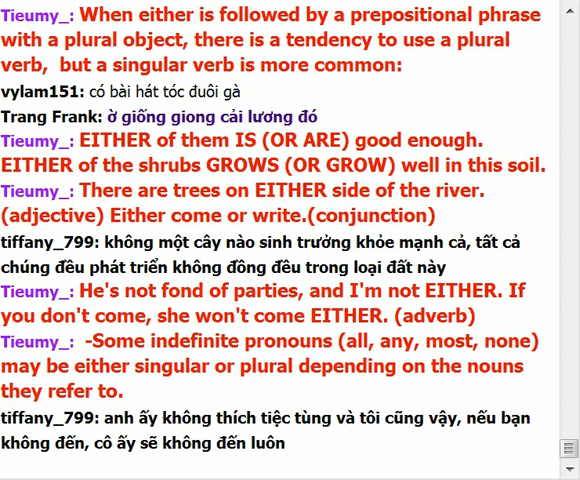 Tieumy_: When either is followed by a prepositional phrase
with a plural object, there is a tendency to use a plural
verb,  but a singular verb is more common:
vylam151: có bài hát tóc đuôi gà
Trang Frank: ờ giống giong cải lương đó
Tieumy_: EITHER of them IS (OR ARE) good enough.
EITHER of the shrubs GROWS (OR GROW) well in this soil.
Tieumy_: There are trees on EITHER side of the river.
(adjective) Either come or write.(conjunction)
tiffany_799: không một cây nào sinh trưởng khỏe mạnh cả, tất cả
chúng đều phát triển không đồng đều trong loại đất này
Tieumy_: He's not fond of parties, and I'm not EITHER. If
you don't come, she won't come EITHER. (adverb)
Tieumy_:  -Some indefinite pronouns (all, any, most, none)
may be either singular or plural depending on the nouns
they refer to.
tiffany_799: anh ấy không thích tiệc tùng và tôi cũng vậy, nếu bạn
không đến, cô ấy sẽ không đến luôn